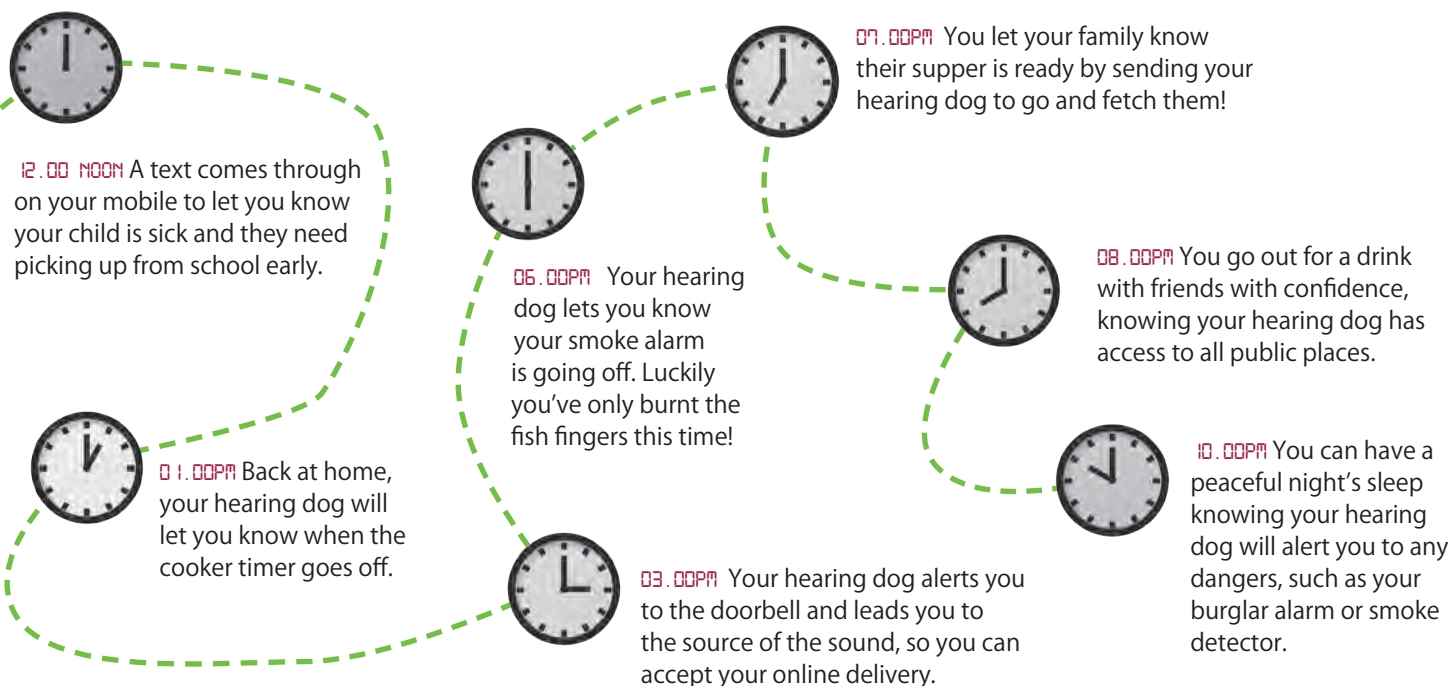 12.00 NOON A text comes through
on your mobile to let you know
your child is sick and they need
picking up from school early.
01.00PM Back at home,
your hearing dog will
let you know when the
cooker timer goes off.
03.00PM Your hearing dog alerts you
to the doorbell and leads you to
the source of the sound, so you can
accept your online delivery.
06.00PM Your hearing
dog lets you know
your smoke alarm
is going off. Luckily
you've only burnt the
fish fingers this time!
07.00PM You let your family know
their supper is ready by sending your
hearing dog to go and fetch them!
08.00PM You go out for a drink
with friends with confidence,
knowing your hearing dog has
access to all public places.
10.00PM You can have a
peaceful night's sleep
knowing your hearing
dog will alert you to any
dangers, such as your
burglar alarm or smoke
detector.